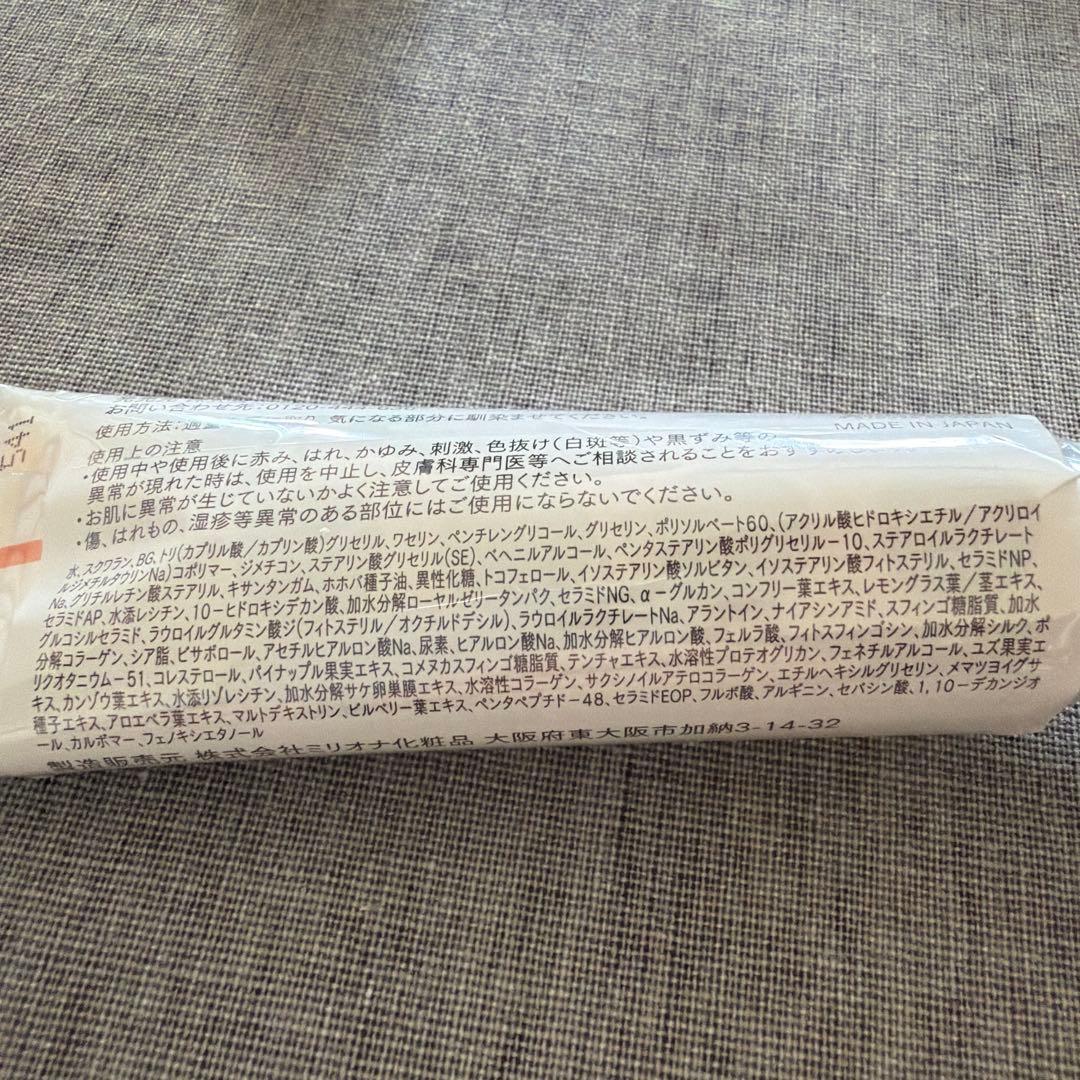 お問い合わせ先:0120-
使用方法:適量 気になる部分に馴染ませてください。
MADE IN JAPAN
使用上の注意
・使用中や使用後に赤み、はれ、かゆみ、刺激、色抜け(白斑等)や黒ずみ等の
異常が現れた時は、使用を中止し、皮膚科専門医等へご相談されることをおすすめ
・お肌に異常が生じていないかよく注意してご使用ください。
・傷、はれもの、湿疹等異常のある部位にはご使用にならないでください。
水、スクワラン、BG、トリ(カプリル酸/カプリン酸)グリセリル、ワセリン、ペンチレングリコール、グリセリン、ポリソルベート60、(アクリル酸ヒドロキシエチル/アクリロイ
ルジメチルタウリンNa)コポリマー、ジメチコン、ステアリン酸グリセリル(SE)、ベヘニルアルコール、ペンタステアリン酸ポリグリセリル-10、ステアロイルラクチレート
Na、グリチルレチン酸ステアリル、キサンタンガム、ホホバ種子油、異性化糖、トコフェロール、イソステアリン酸ソルビタン、イソステアリン酸フィトステリル、セラミドNP、
セラミドAP、水添レシチン、10-ヒドロキシデカン酸、加水分解ローヤルゼリータンパク、セラミドNG、α-グルカン、コンフリー葉エキス、レモングラス葉/茎エキス、
グルコシルセラミド、ラウロイルグルタミン酸ジ(フィトステリル/オクチルドデシル)、ラウロイルラクチレートNa、アラントイン、ナイアシンアミド、スフィンゴ糖脂質、加水
分解コラーゲン、シア脂、ビサボロール、アセチルヒアルロン酸Na、尿素、ヒアルロン酸Na、加水分解ヒアルロン酸、フェルラ酸、フィトスフィンゴシン、加水分解シルク、ポ
リクオタニウム-51、コレステロール、パイナップル果実エキス、コメヌカスフィンゴ糖脂質、テンチャエキス、水溶性プロテオグリカン、フェネチルアルコール、ユズ果実エ
キス、カンゾウ葉エキス、水添リゾレシチン、加水分解サケ卵巣膜エキス、水溶性コラーゲン、サクシノイルアテロコラーゲン、エチルヘキシルグリセリン、メマツヨイグサ
種子エキス、アロエベラ葉エキス、マルトデキストリン、ビルベリー葉エキス、ペンタペプチド-48、セラミドEOP、フルボ酸、アルギニン、セバシン酸、1,10-デカンジオ
ール、カルボマー、フェノキシエタノール
製造販売元 株式会社ミリオナ化粧品 大阪府東大阪市加納3-14-32